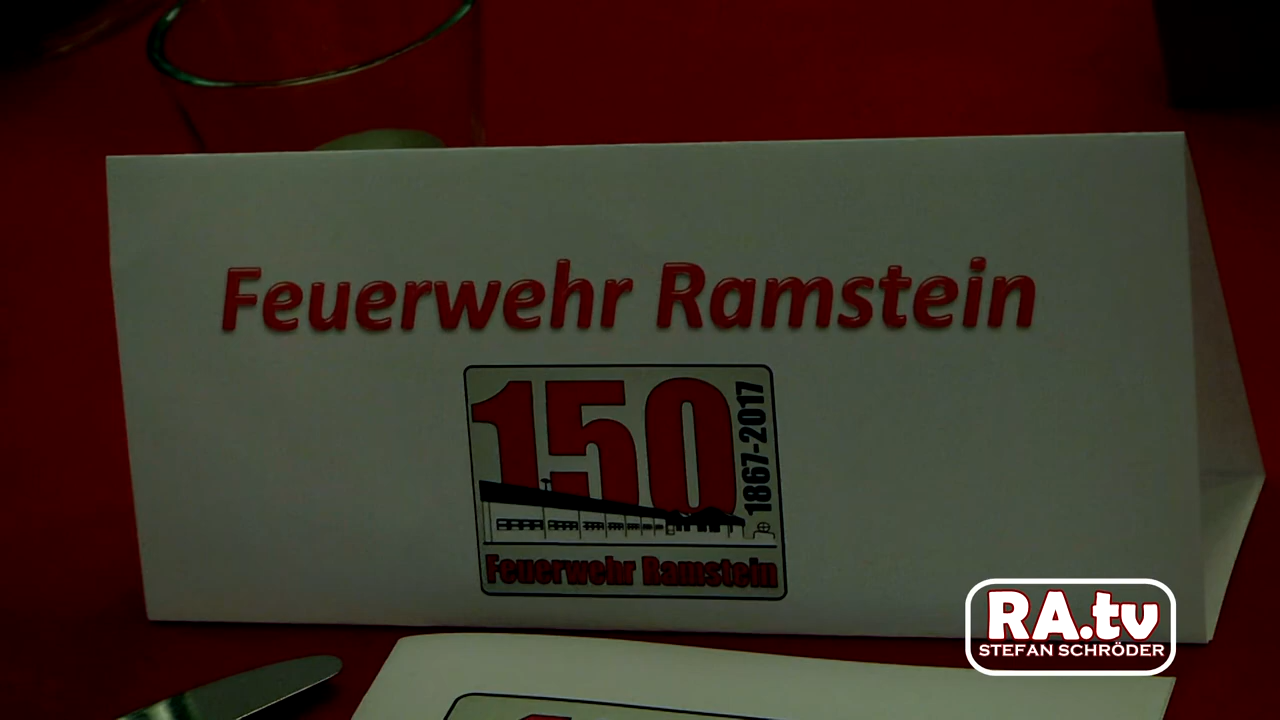 Feuerwehr Ramstein
150
1867-2017
Feuerwehr Ramstein
RA.tv
STEFAN SCHRÖDER